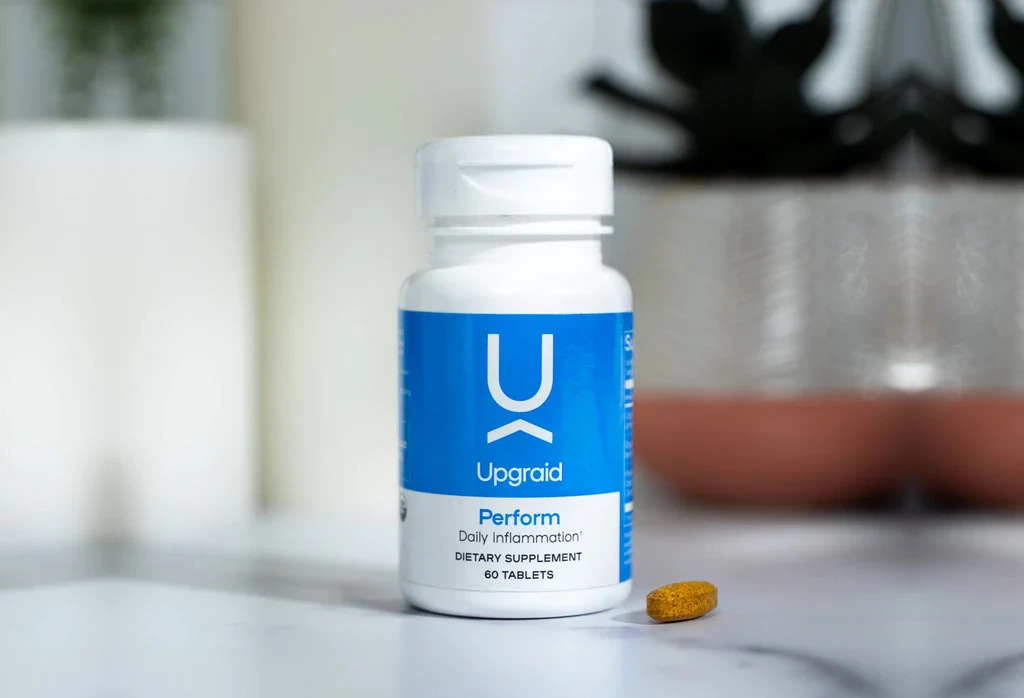 Upgraid
Perform
Daily Inflammation†
DIETARY SUPPLEMENT
60 TABLETS